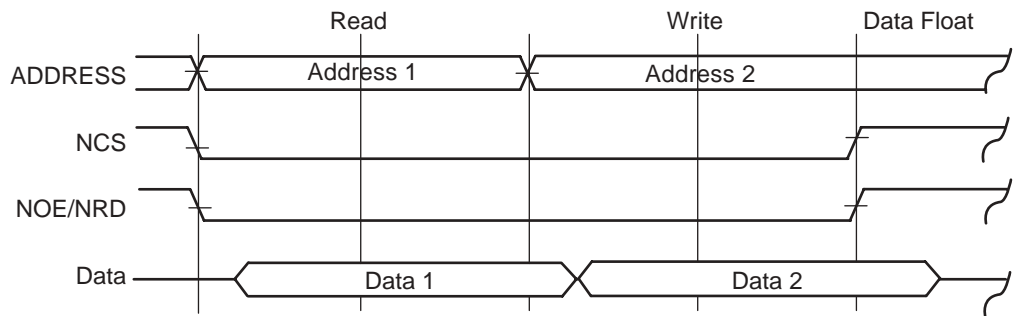 Read Write Data Float
ADDRESS Address 1 Address 2
NCS
NOE/NRD
Data Data 1 Data 2